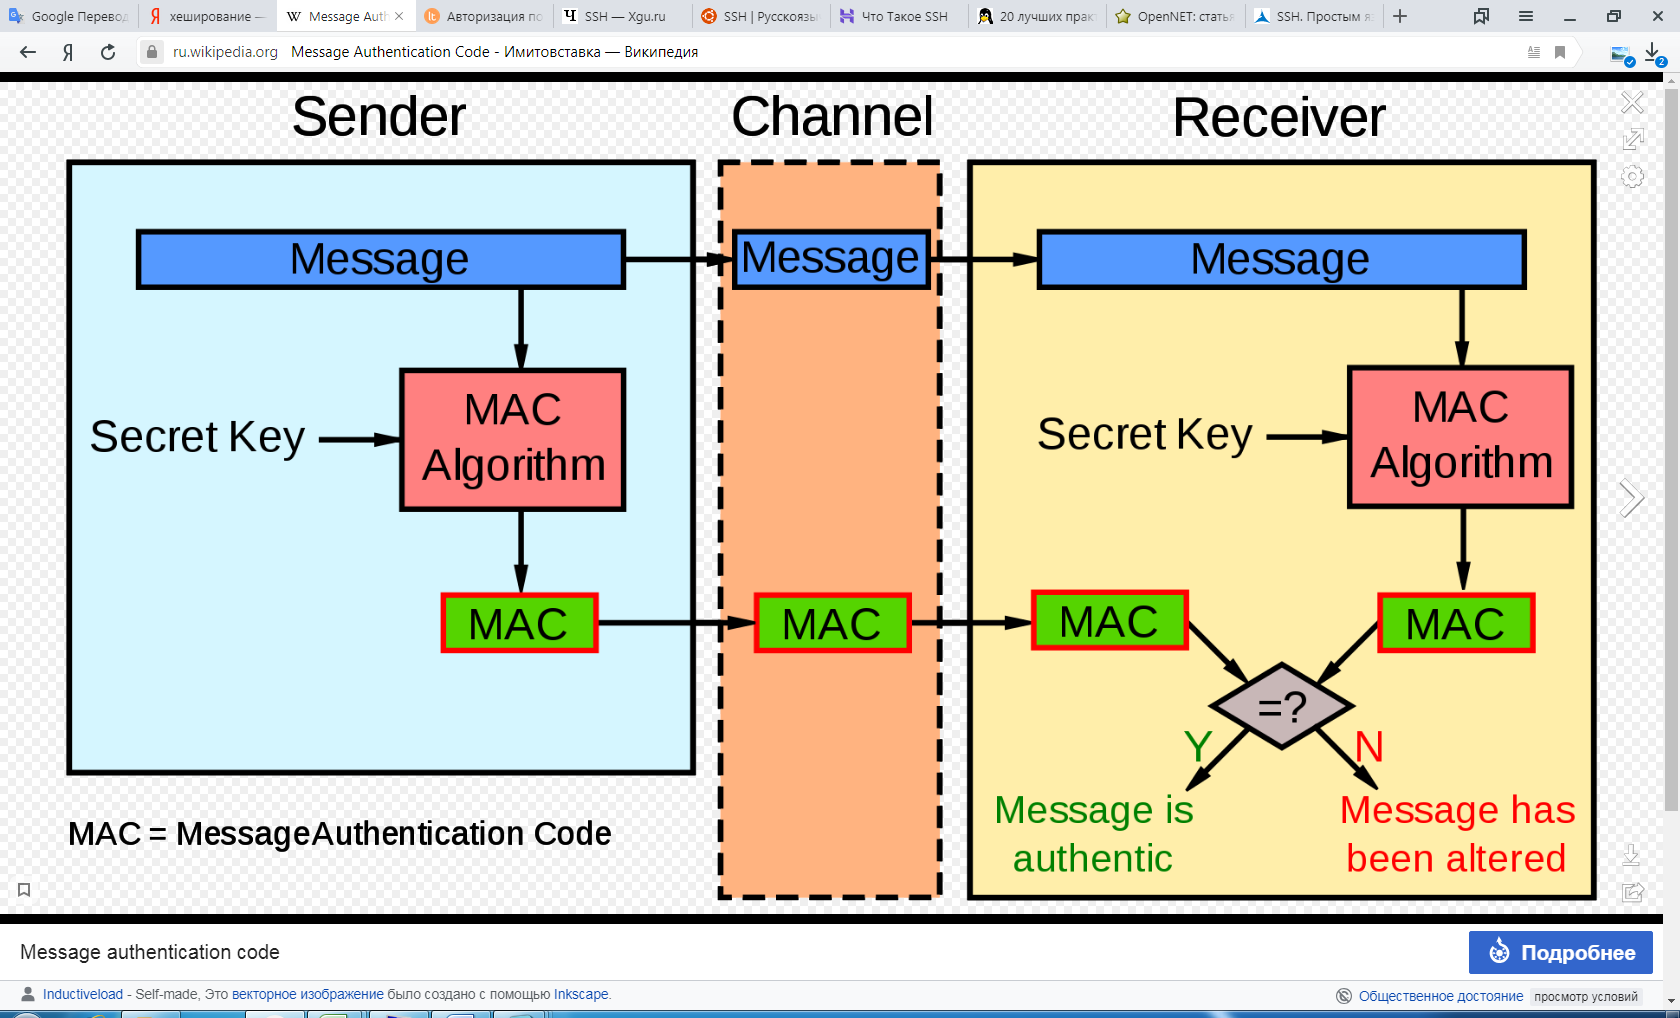 Google Перевод
хеширование —
Message Auth
Авторизация по
SSH — Xgu.ru
SSH | Русскоязы
Что Такое SSH
20 лучших прак
OpenNET: стать
SSH. Простым я
ru.wikipedia.org Message Authentication Code - Имитовставка — Википедия
2
Sender
Channel
Receiver
Message
Message
Message
Secret Key
MAC
Algorithm
Secret Key
MAC
Algorithm
MAC
MAC
MAC
MAC
=?
Y
N
Message is
authentic
Message has
been altered
MAC = MessageAuthentication Code
Message authentication code
Подробнее
Inductiveload - Self-made, Это векторное изображение было создано с помощью Inkscape.
Общественное достояние просмотр условий